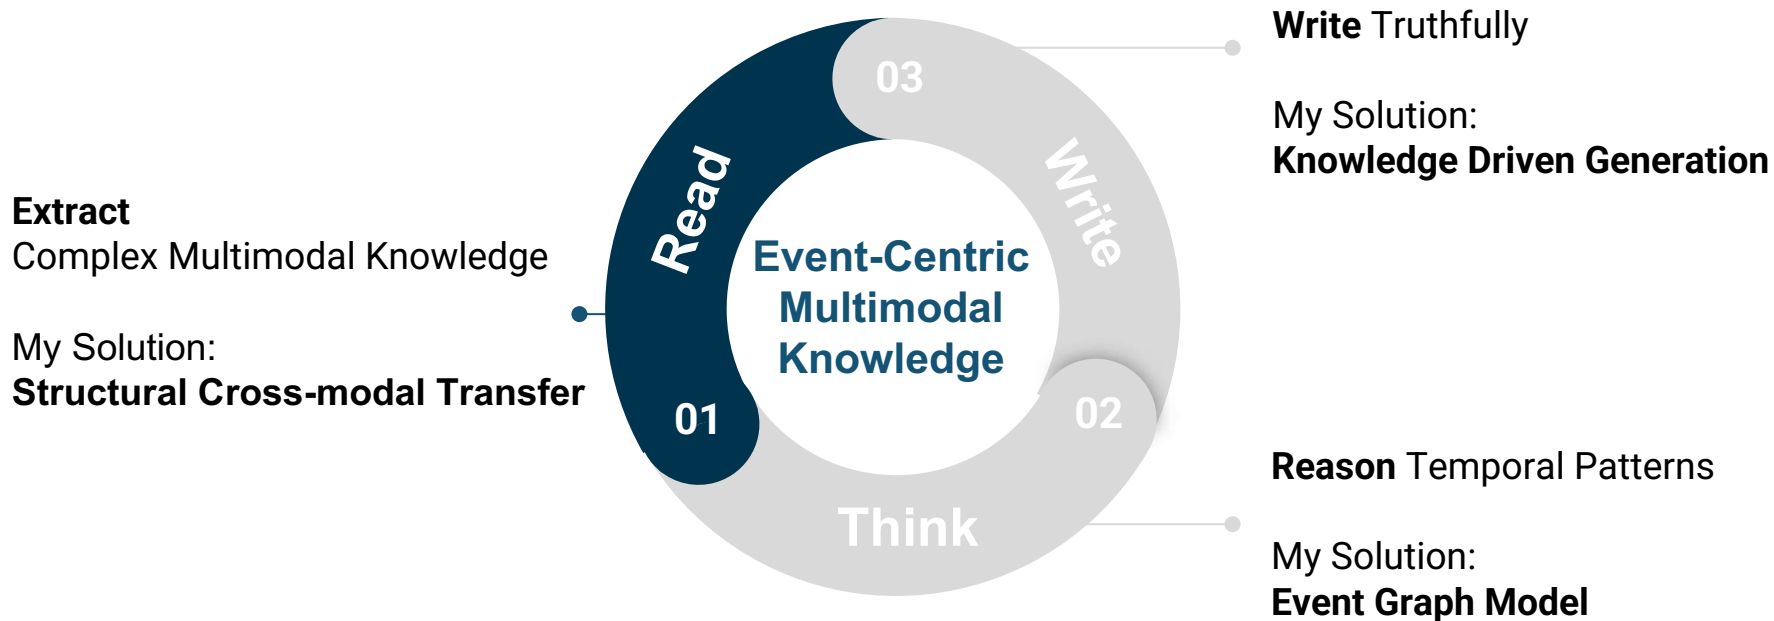 Extract
Complex Multimodal Knowledge
My Solution:
Structural Cross-modal Transfer
Read
01
Event-Centric
Multimodal
Knowledge
Think
02
Reason Temporal Patterns
My Solution:
Event Graph Model
Write
03
Write Truthfully
My Solution:
Knowledge Driven Generation